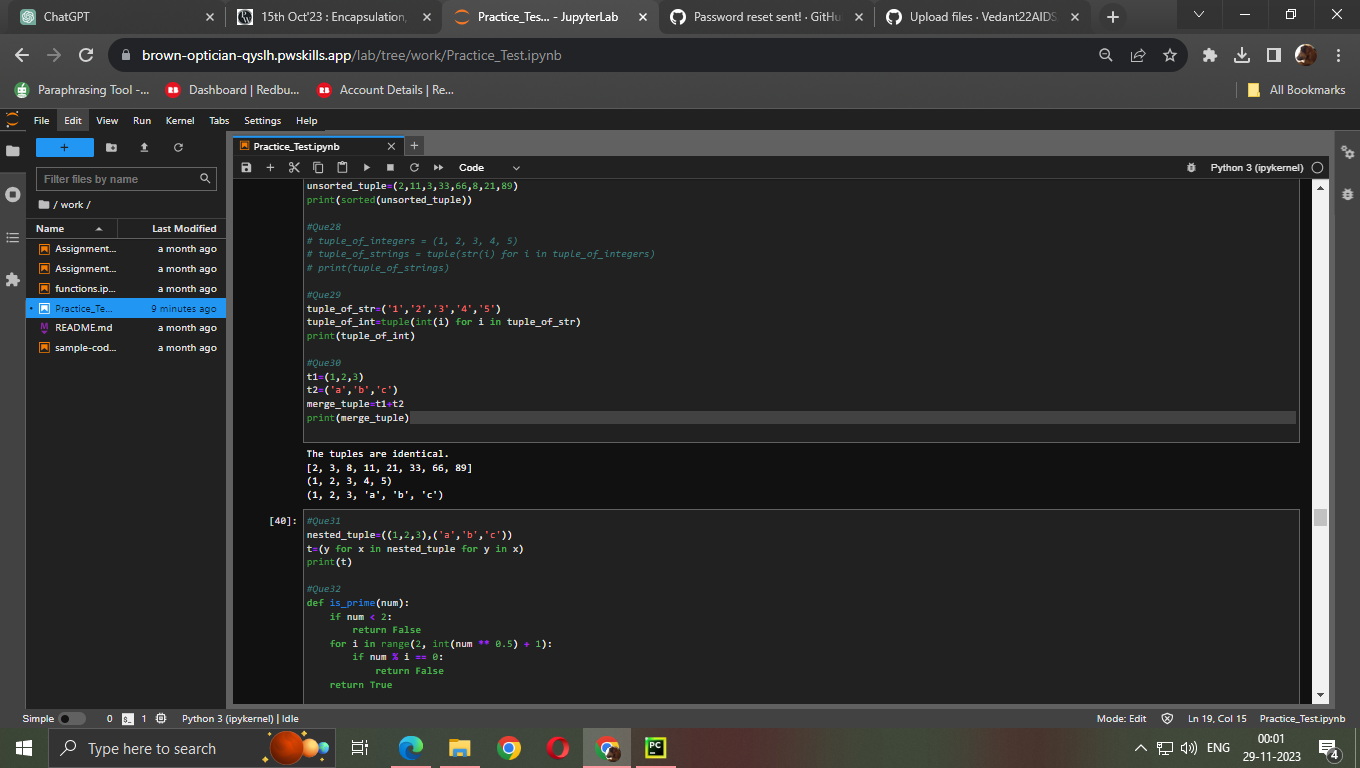 ChatGPT
15th Oct'23 : Encapsulation,
Practice_Tes... - JupyterLab
Password reset sent! · GitHu
Upload files · Vedant22AIDS
brown-optician-qyslh.pwskills.app/lab/tree/work/Practice_Test.ipynb
Paraphrasing Tool -...
Dashboard | Redbu...
Account Details | Re...
All Bookmarks
File Edit View Run Kernel Tabs Settings Help
Filter files by name
/ work /
Name Last Modified
Assignment... a month ago
Assignment... a month ago
functions.ip... a month ago
Practice_Te... 9 minutes ago
README.md a month ago
sample-cod... a month ago
Practice_Test.ipynb
Code
Python 3 (ipykernel)
unsorted_tuple=(2,11,3,33,66,8,21,89)
print(sorted(unsorted_tuple))
#Que28
# tuple_of_integers = (1, 2, 3, 4, 5)
# tuple_of_strings = tuple(str(i) for i in tuple_of_integers)
# print(tuple_of_strings)
#Que29
tuple_of_str=('1','2','3','4','5')
tuple_of_int=tuple(int(i) for i in tuple_of_str)
print(tuple_of_int)
#Que30
t1=(1,2,3)
t2=('a','b','c')
merge_tuple=t1+t2
print(merge_tuple)
The tuples are identical.
[2, 3, 8, 11, 21, 33, 66, 89]
(1, 2, 3, 4, 5)
(1, 2, 3, 'a', 'b', 'c')
[40]:
#Que31
nested_tuple=((1,2,3),('a','b','c'))
t=(y for x in nested_tuple for y in x)
print(t)
#Que32
def is_prime(num):
    if num < 2:
        return False
    for i in range(2, int(num ** 0.5) + 1):
        if num % i == 0:
            return False
    return True
Simple 0 1 Python 3 (ipykernel) | Idle
Mode: Edit Ln 19, Col 15 Practice_Test.ipynb
Type here to search
PC
ENG
00:01
29-11-2023
4